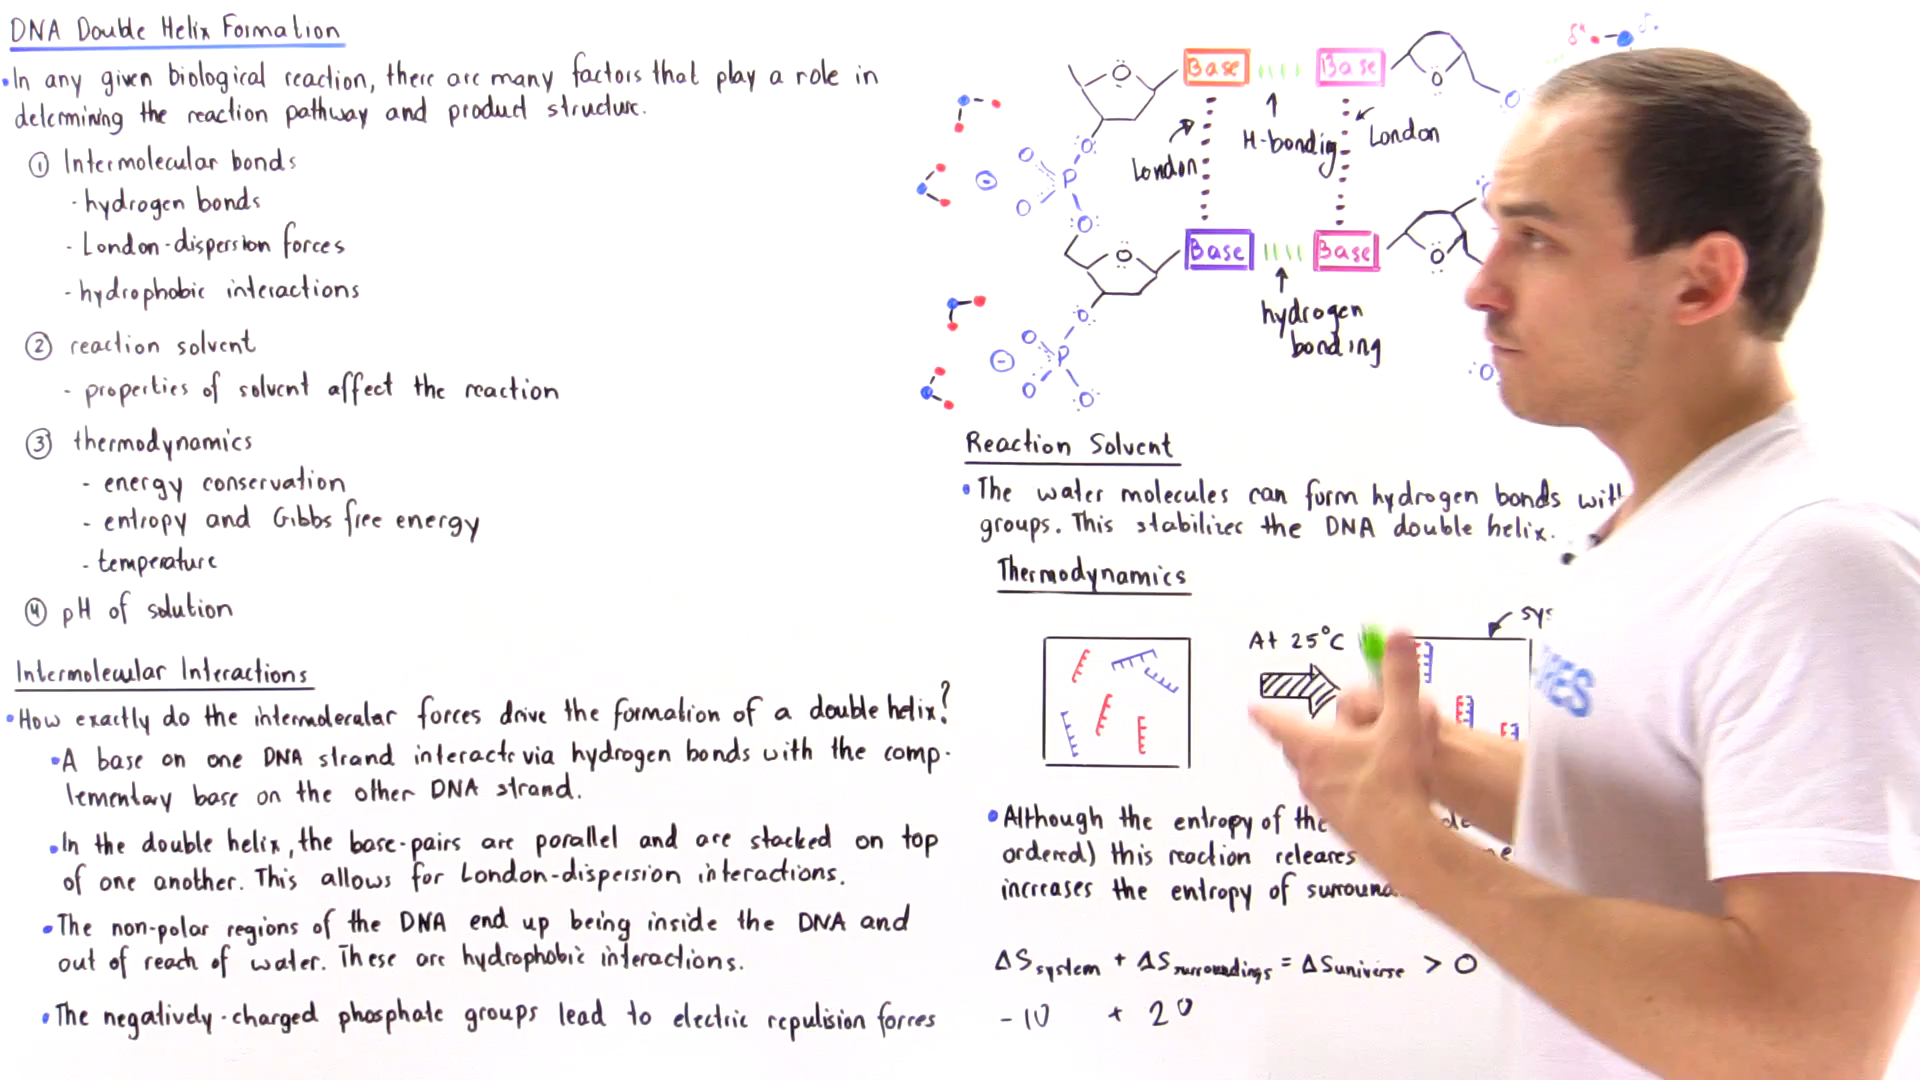 DNA Double Helix Formation
• In any given biological reaction, there are many factors that play a role in
determining the reaction pathway and product structure.
① Intermolecular bonds
- hydrogen bonds
- London-dispersion forces
- hydrophobic interactions
② reaction solvent
- properties of solvent affect the reaction
③ thermodynamics
- energy conservation
- entropy and Gibbs free energy
- temperature
④ pH of solution
Intermolecular Interactions
• How exactly do the intermolecular forces drive the formation of a double helix?
• A base on one DNA strand interacts via hydrogen bonds with the comp-
lementary base on the other DNA strand.
• In the double helix, the base-pairs are parallel and are stacked on top
of one another. This allows for London-dispersion interactions.
• The non-polar regions of the DNA end up being inside the DNA and
out of reach of water. These are hydrophobic interactions.
• The negatively-charged phosphate groups lead to electric repulsion forces
δ+ δ-
O Base Base O
O
London H-bonding London
O O
P
O O
O Base Base O
hydrogen
bonding
O O
P
O O O
Reaction Solvent
• The water molecules can form hydrogen bonds
groups. This stabilizes the DNA double helix.
Thermodynamics
At 25°C
• Although the entropy of the
ordered) this reaction releases
increases the entropy of
ΔSsystem + ΔSsurroundings = ΔSuniverse > 0
-10 + 20